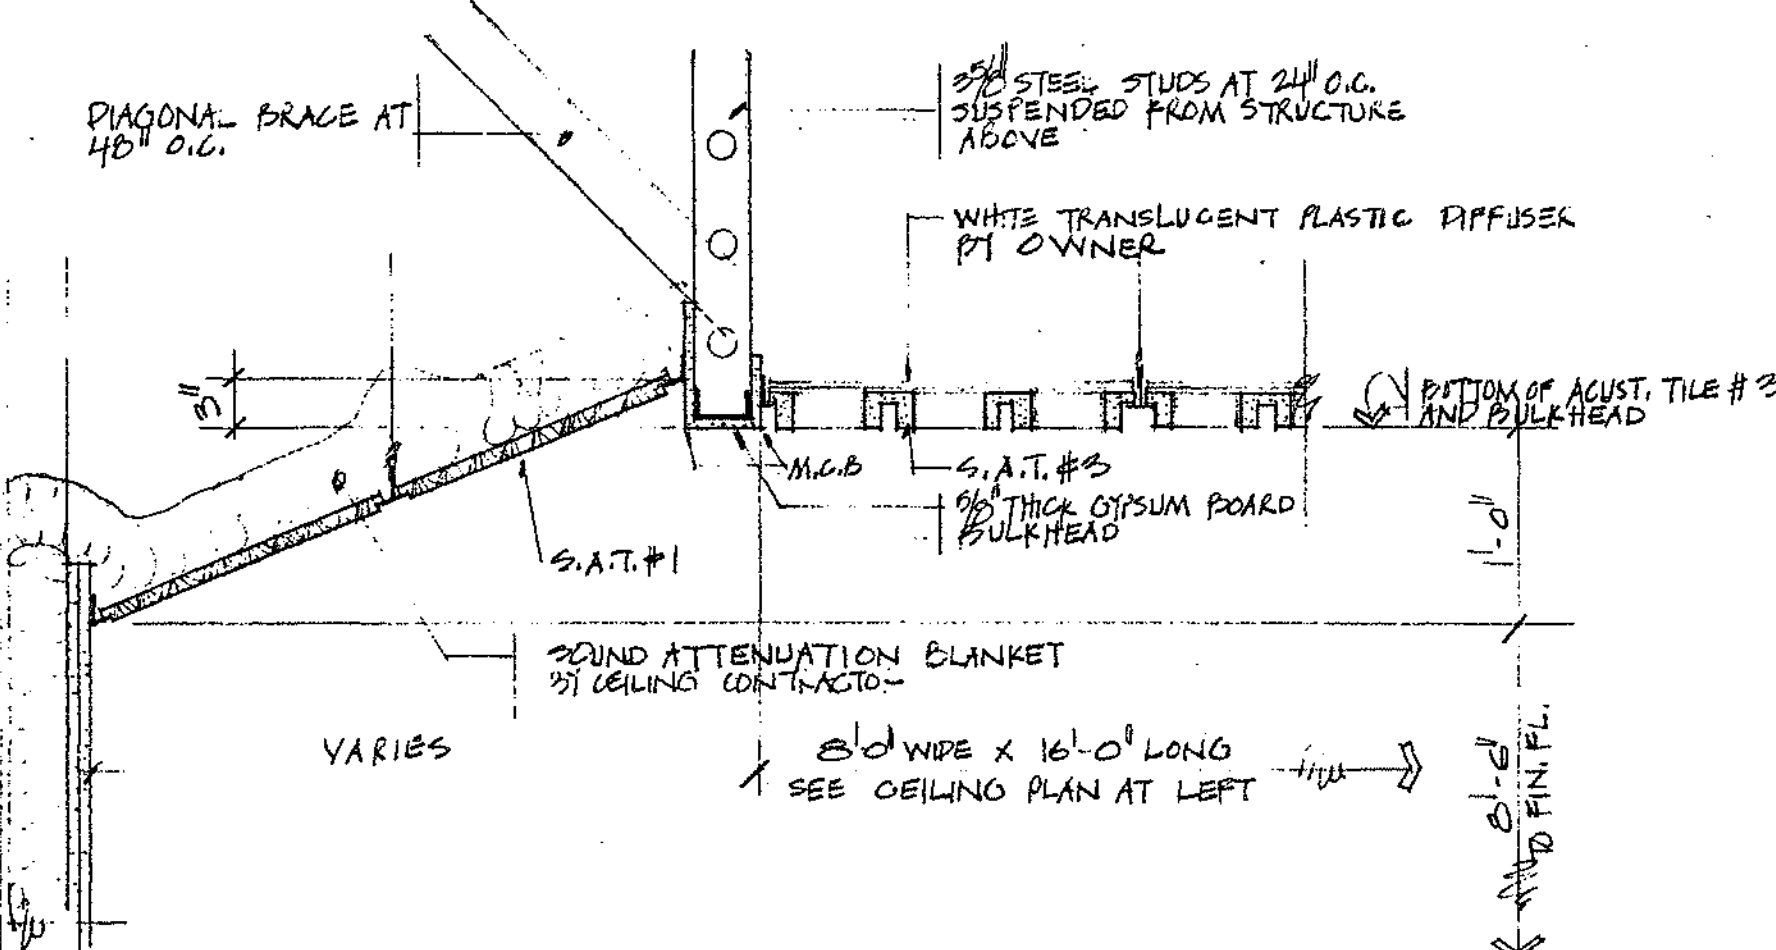 DIAGONAL BRACE AT
48" O.C.
3 5/8" STEEL STUDS AT 24" O.C.
SUSPENDED FROM STRUCTURE
ABOVE
WHITE TRANSLUCENT PLASTIC DIFFUSER
BY OWNER
3"
BOTTOM OF ACUST. TILE #3
AND BULKHEAD
M.C.B
S.A.T. #3
5/8" THICK GYPSUM BOARD
BULKHEAD
S.A.T. #1
1'-0"
SOUND ATTENUATION BLANKET
BY CEILING CONTRACTO-
VARIES
8'-0" WIDE X 16'-0" LONG
SEE CEILING PLAN AT LEFT
8'-0"
TO FIN. FL.